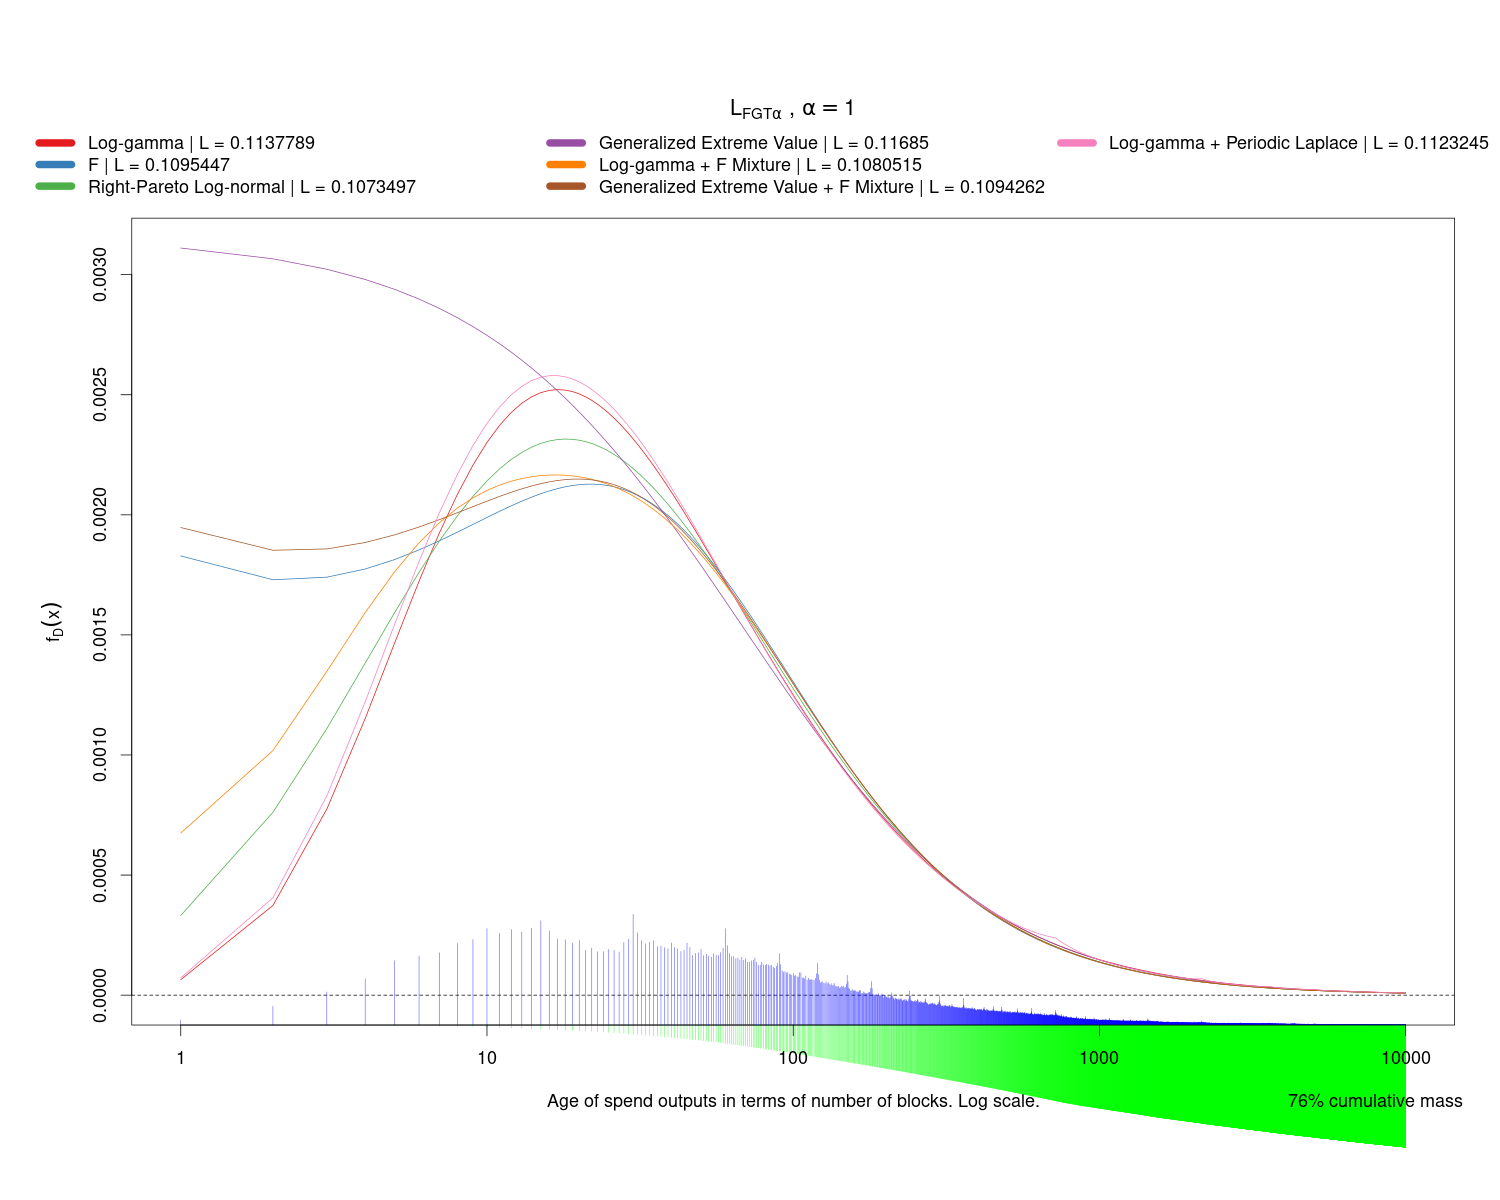 L_FGTα , α = 1
Log-gamma | L = 0.1137789
F | L = 0.1095447
Right-Pareto Log-normal | L = 0.1073497
Generalized Extreme Value | L = 0.11685
Log-gamma + F Mixture | L = 0.1080515
Generalized Extreme Value + F Mixture | L = 0.1094262
Log-gamma + Periodic Laplace | L = 0.1123245
f_D(x)
0.0030
0.0025
0.0020
0.0015
0.0010
0.0005
0.0000
1 10 100 1000 10000
Age of spend outputs in terms of number of blocks. Log scale.
76% cumulative mass